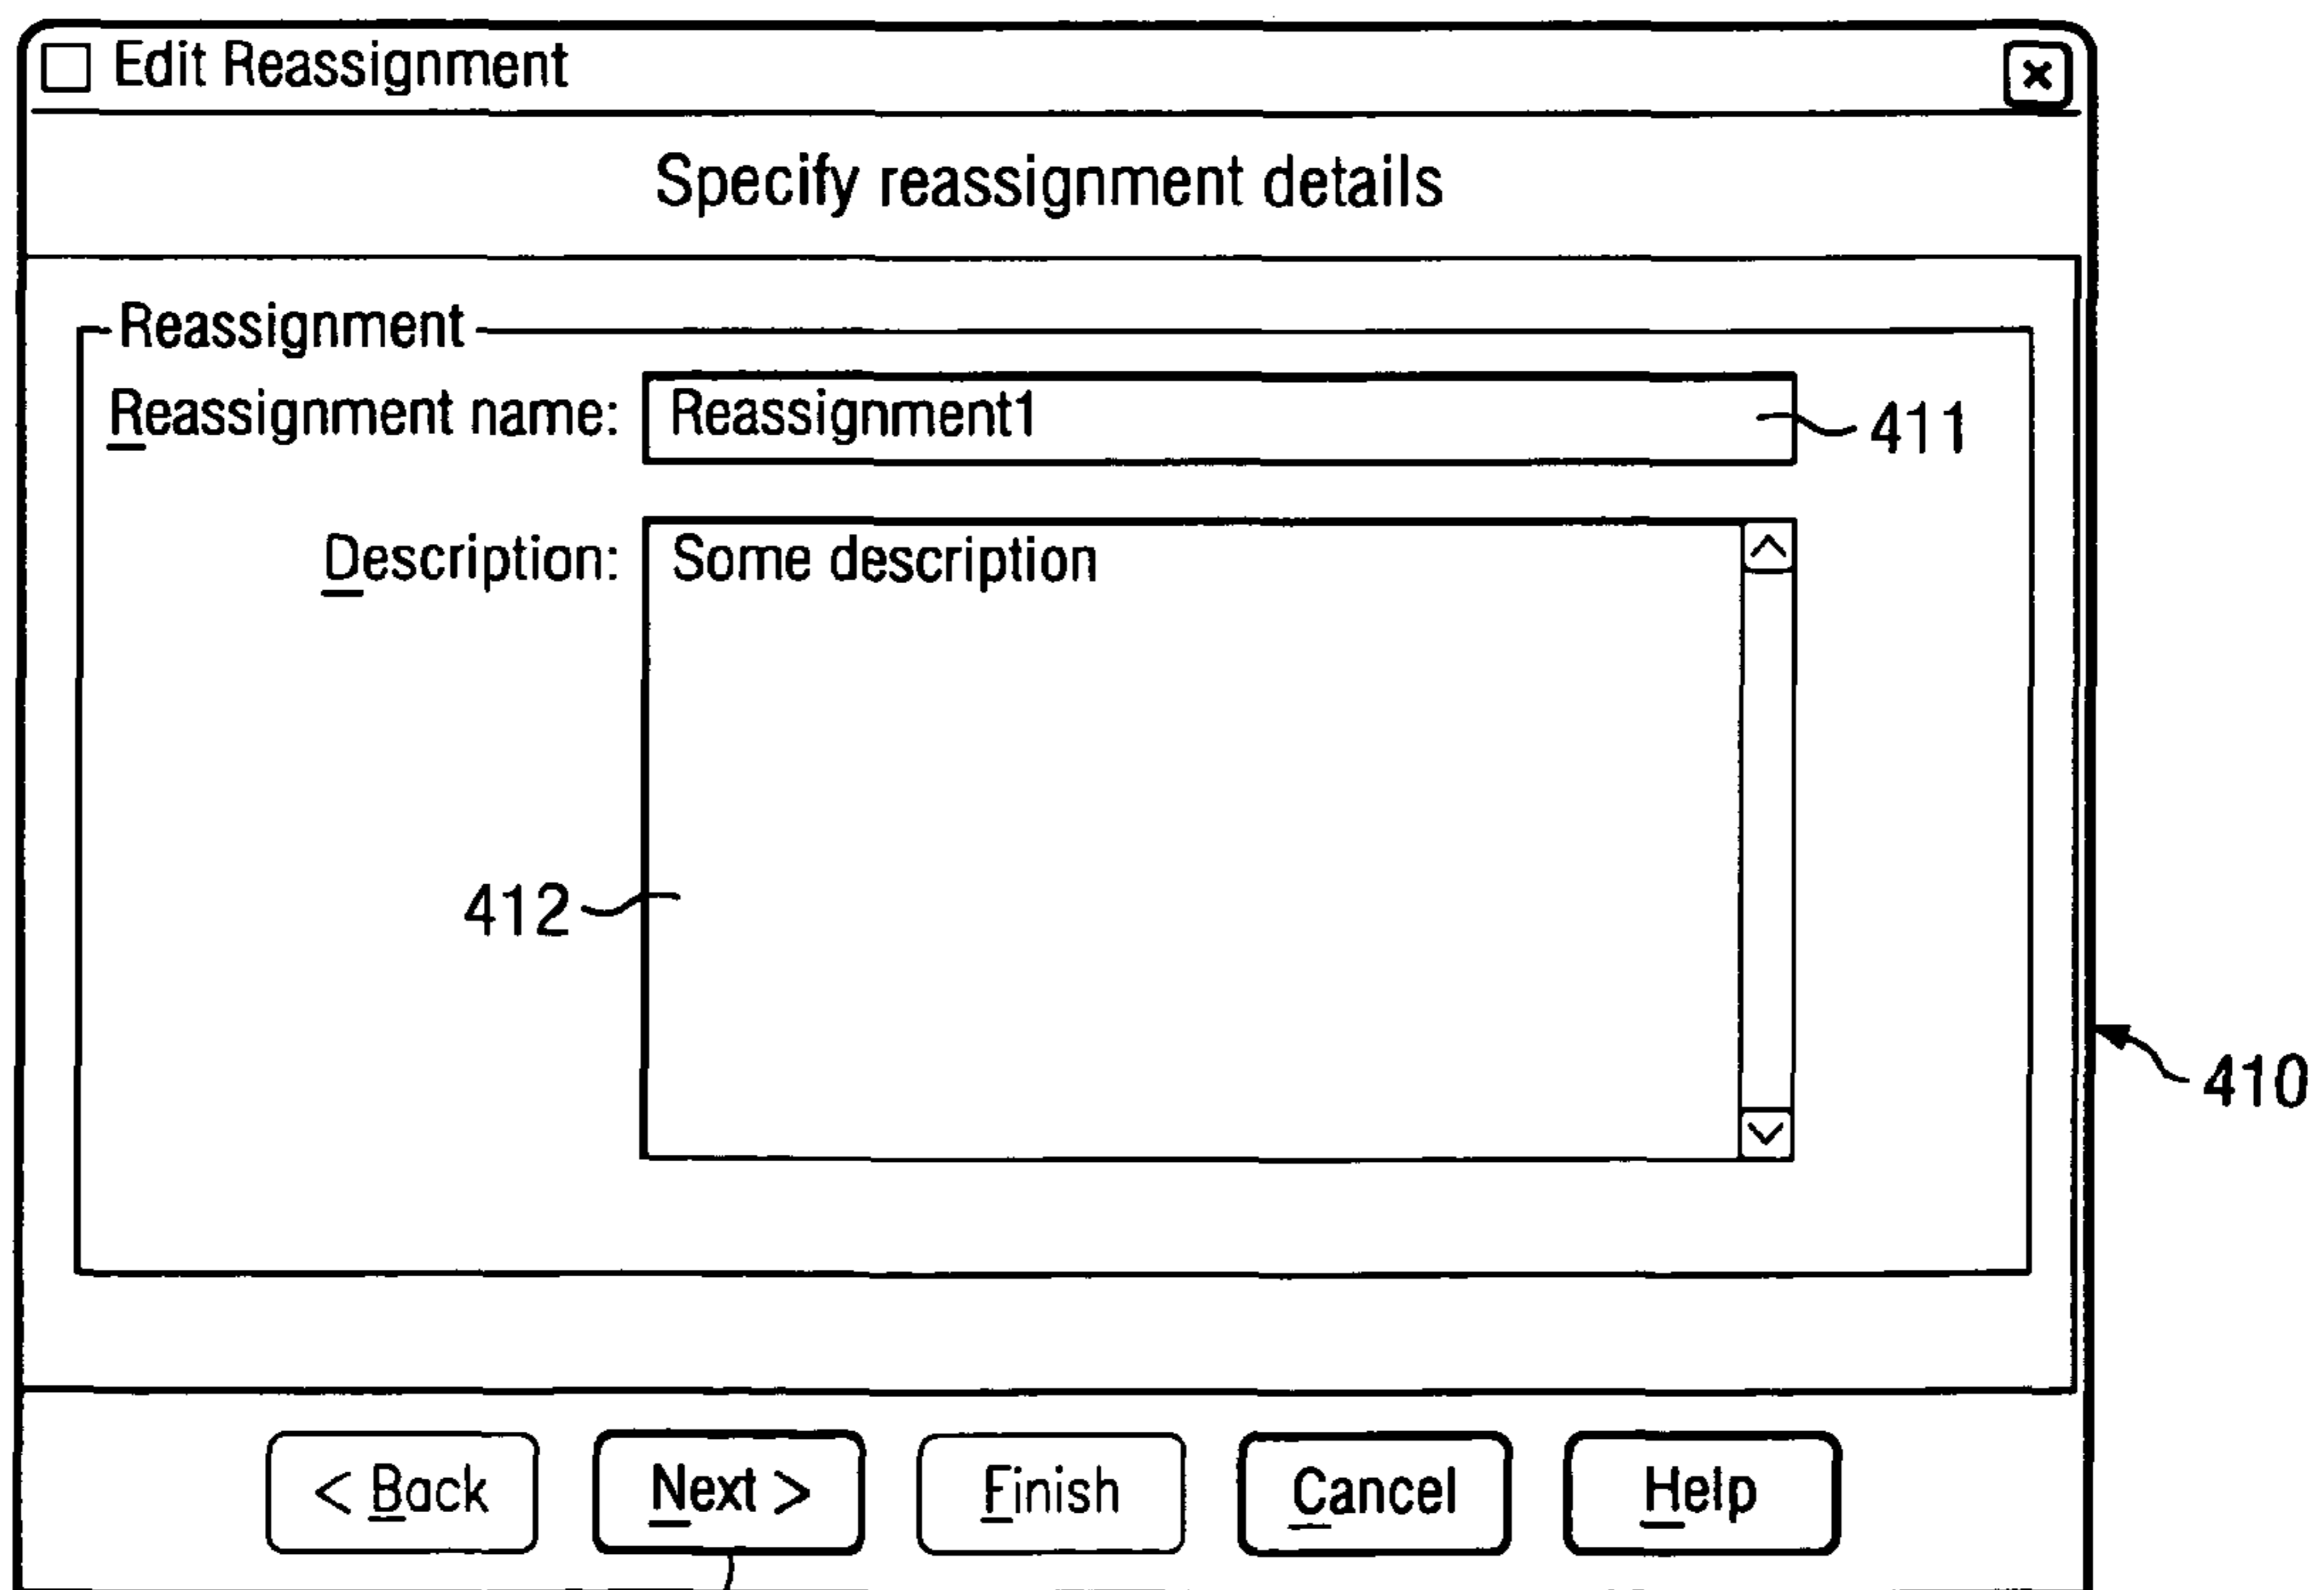 Edit Reassignment
Specify reassignment details
Reassignment
Reassignment name: Reassignment1 411
Description: Some description
412
410
< Back Next > Finish Cancel Help